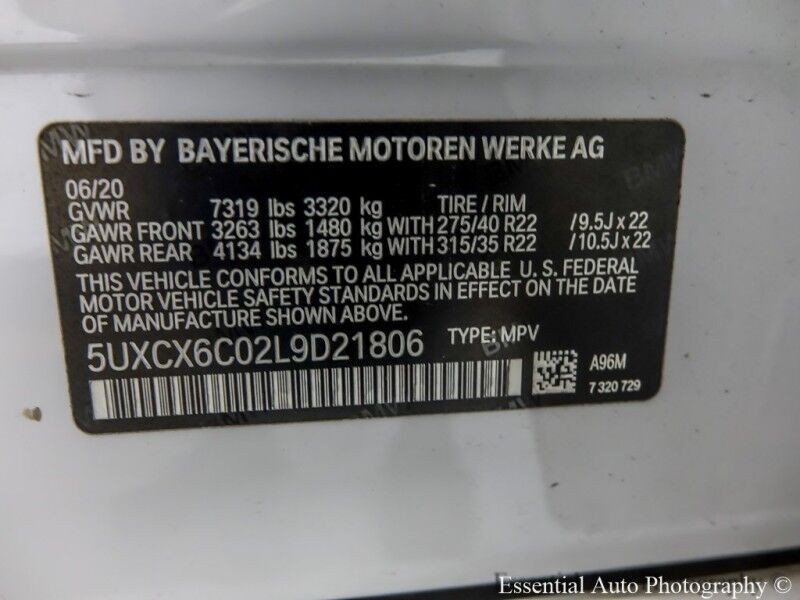 MFD BY BAYERISCHE MOTOREN WERKE AG
06/20
GVWR 7319 lbs 3320 kg TIRE / RIM
GAWR FRONT 3263 lbs 1480 kg WITH 275/40 R22 /9.5J x 22
GAWR REAR 4134 lbs 1875 kg WITH 315/35 R22 /10.5J x 22
THIS VEHICLE CONFORMS TO ALL APPLICABLE U. S. FEDERAL
MOTOR VEHICLE SAFETY STANDARDS IN EFFECT ON THE DATE
OF MANUFACTURE SHOWN ABOVE.
5UXCX6C02L9D21806 TYPE: MPV
A96M
7 320 729
Essential Auto Photography ©